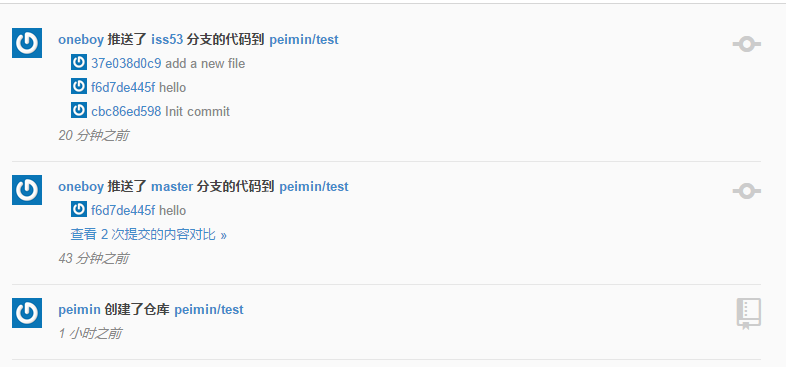 oneboy 推送了 iss53 分支的代码到 peimin/test
37e038d0c9 add a new file
f6d7de445f hello
cbc86ed598 Init commit
20 分钟之前
oneboy 推送了 master 分支的代码到 peimin/test
f6d7de445f hello
查看 2 次提交的内容对比 »
43 分钟之前
peimin 创建了仓库 peimin/test
1 小时之前